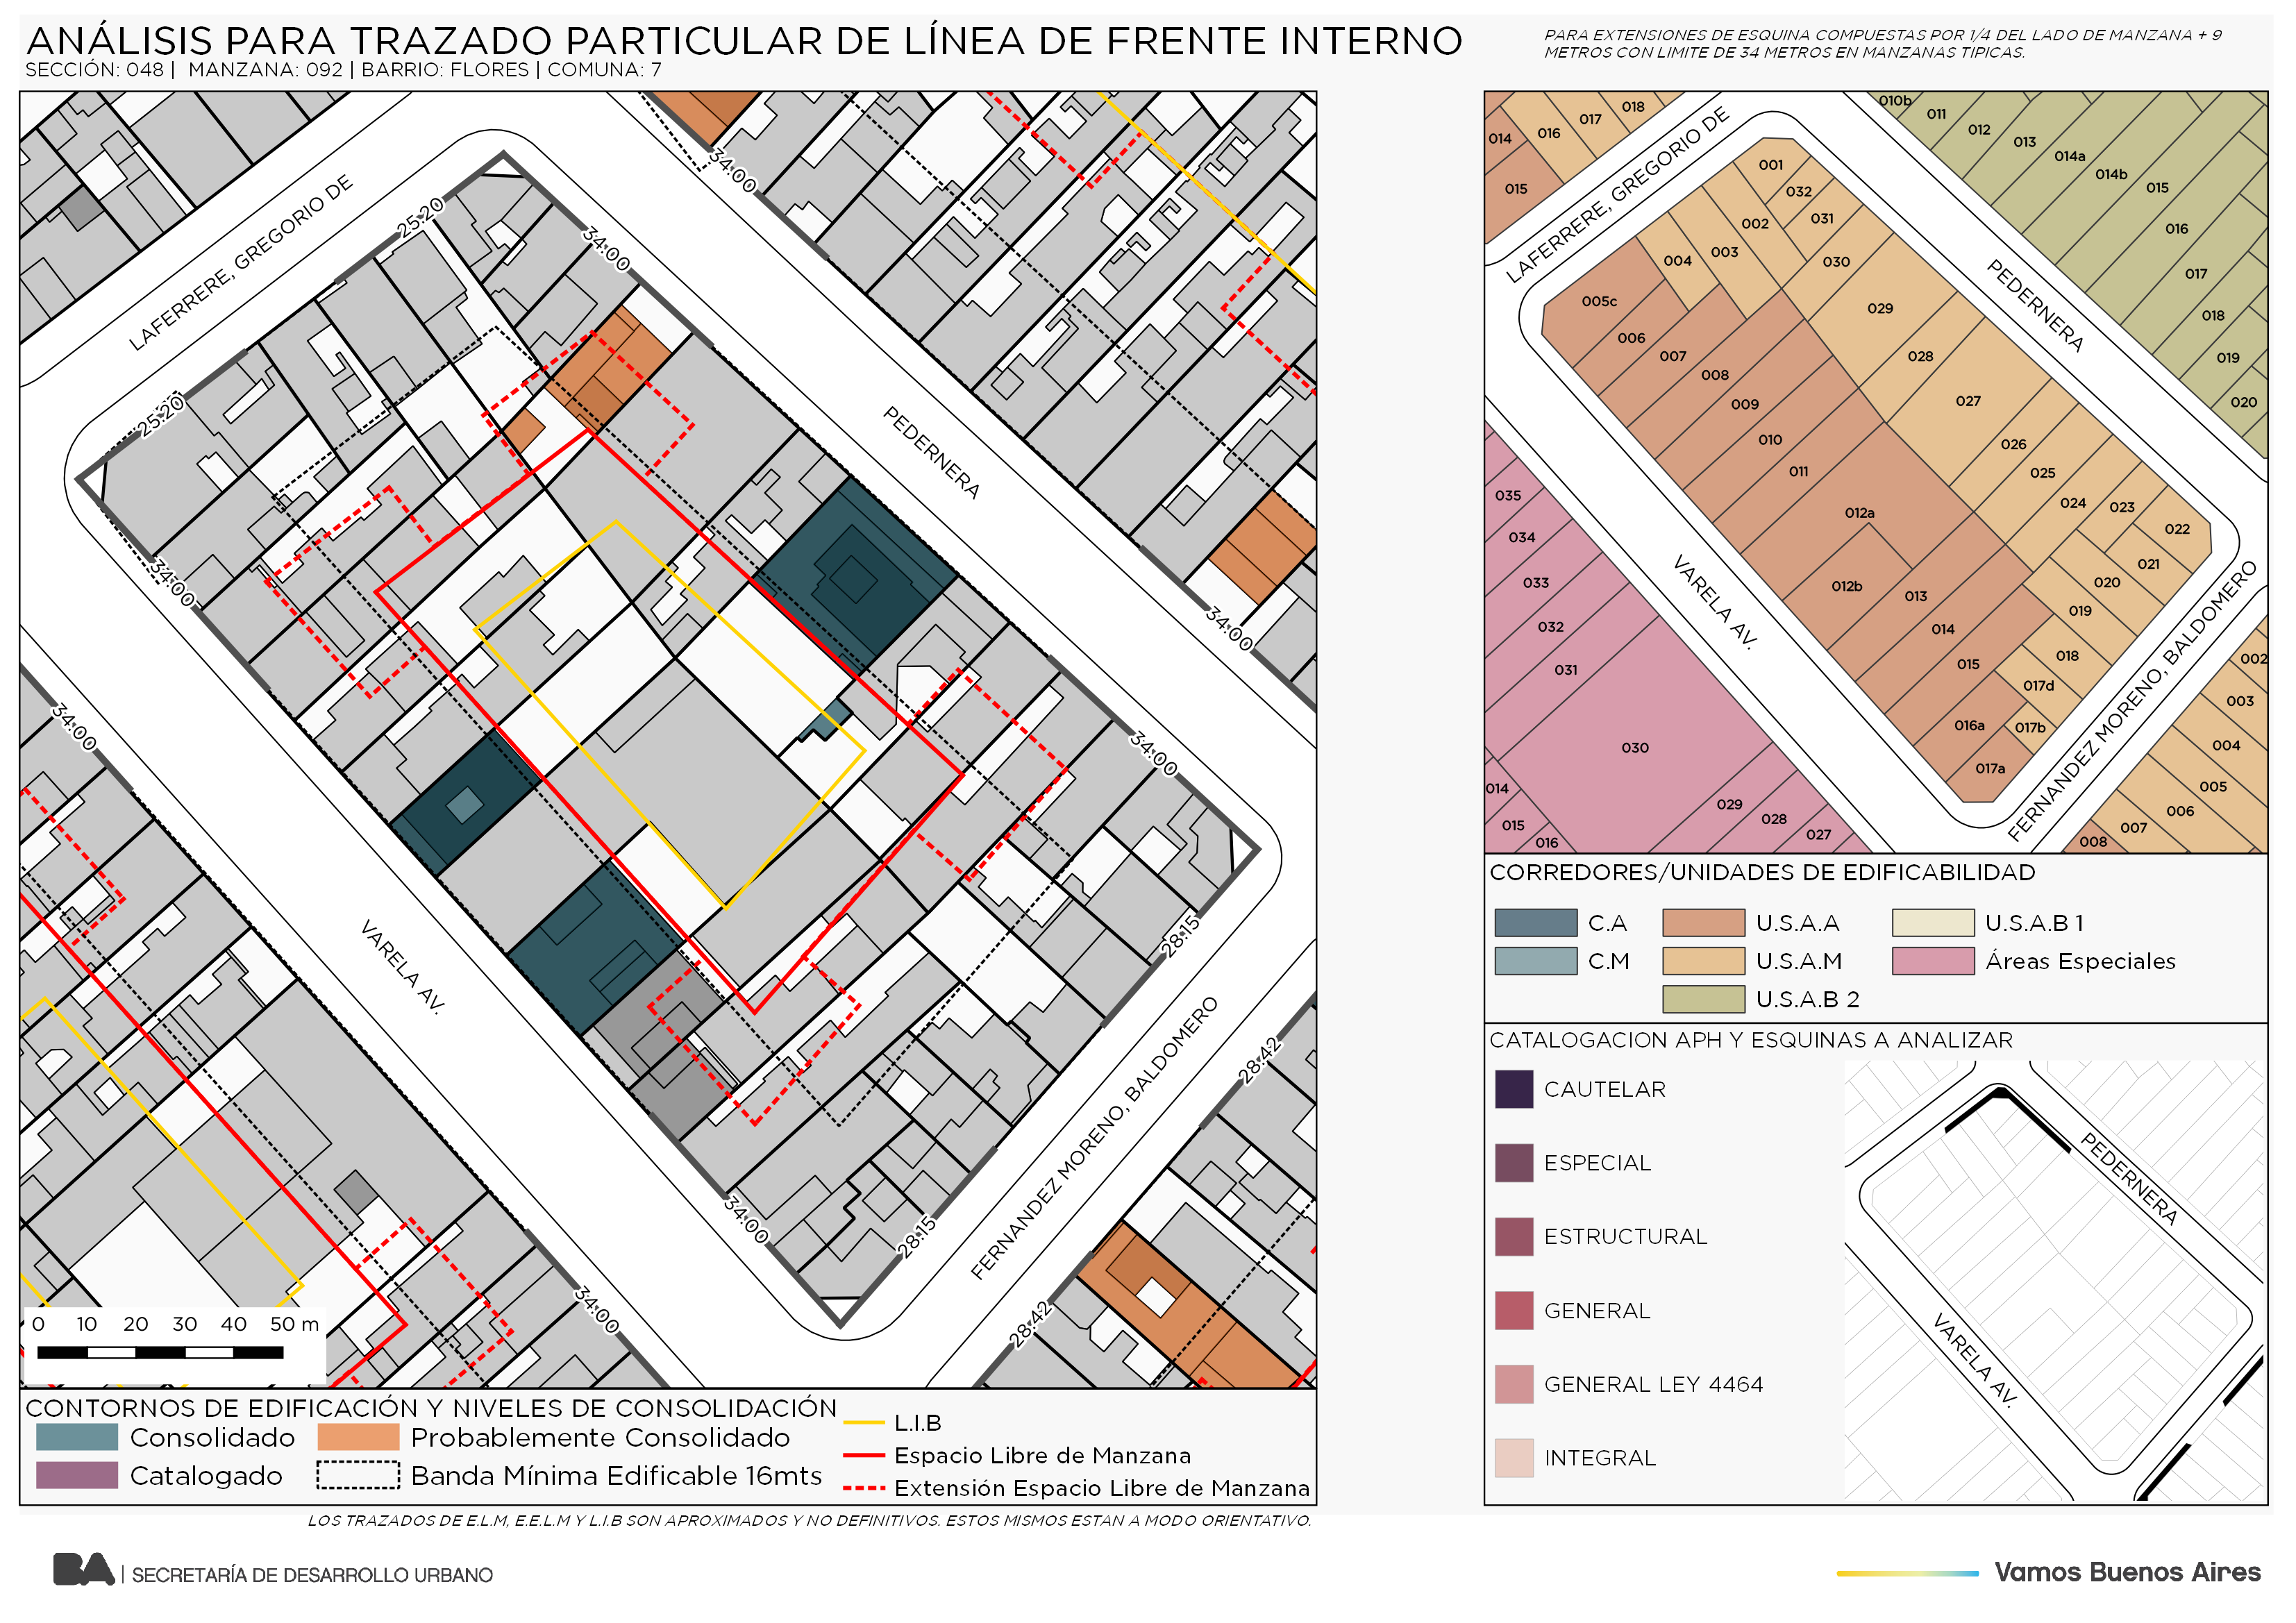 ANÁLISIS PARA TRAZADO PARTICULAR DE LÍNEA DE FRENTE INTERNO
SECCIÓN: 048 | MANZANA: 092 | BARRIO: FLORES | COMUNA: 7
PARA EXTENSIONES DE ESQUINA COMPUESTAS POR 1/4 DEL LADO DE MANZANA + 9
METROS CON LIMITE DE 34 METROS EN MANZANAS TIPICAS.
34:00
25:20
LAFERRERE, GREGORIO DE
34:00
25:20
PEDERNERA
34:00
34:00
34:00
34:00
VARELA AV.
28:15
28:42
FERNANDEZ MORENO, BALDOMERO
34:00
28:15
34:00
28:42
0 10 20 30 40 50 m
CONTORNOS DE EDIFICACIÓN Y NIVELES DE CONSOLIDACIÓN
Consolidado
Probablemente Consolidado
Catalogado
Banda Mínima Edificable 16mts
L.I.B
Espacio Libre de Manzana
Extensión Espacio Libre de Manzana
LOS TRAZADOS DE E.L.M, E.E.L.M Y L.I.B SON APROXIMADOS Y NO DEFINITIVOS. ESTOS MISMOS ESTAN A MODO ORIENTATIVO.
014
015
016
017
018
LAFERRERE, GREGORIO DE
010b
011
012
013
014a
014b
015
016
017
018
019
020
PEDERNERA
001
032
031
002
003
004
030
005c
029
006
007
028
008
027
009
010
026
011
025
024
023
022
012a
021
012b
020
013
019
014
018
015
017d
016a
017b
017a
VARELA AV.
FERNANDEZ MORENO, BALDOMERO
035
034
033
032
031
030
014
015
016
029
028
027
002
003
004
005
006
007
008
CORREDORES/UNIDADES DE EDIFICABILIDAD
C.A
U.S.A.A
U.S.A.B 1
C.M
U.S.A.M
Áreas Especiales
U.S.A.B 2
CATALOGACION APH Y ESQUINAS A ANALIZAR
CAUTELAR
ESPECIAL
ESTRUCTURAL
GENERAL
GENERAL LEY 4464
INTEGRAL
PEDERNERA
VARELA AV.
BA | SECRETARÍA DE DESARROLLO URBANO
Vamos Buenos Aires